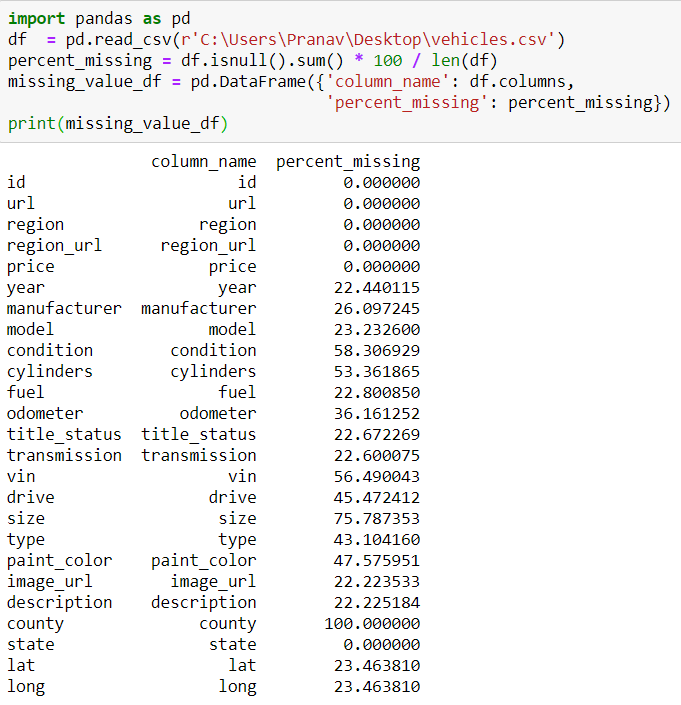 import pandas as pd
df  = pd.read_csv(r'C:\Users\Pranav\Desktop\vehicles.csv')
percent_missing = df.isnull().sum() * 100 / len(df)
missing_value_df = pd.DataFrame({'column_name': df.columns,
                                 'percent_missing': percent_missing})
print(missing_value_df)
               column_name  percent_missing
id                      id         0.000000
url                    url         0.000000
region              region         0.000000
region_url      region_url         0.000000
price                price         0.000000
year                  year        22.440115
manufacturer  manufacturer        26.097245
model                model        23.232600
condition        condition        58.306929
cylinders        cylinders        53.361865
fuel                  fuel        22.800850
odometer          odometer        36.161252
title_status  title_status        22.672269
transmission  transmission        22.600075
vin                    vin        56.490043
drive                drive        45.472412
size                  size        75.787353
type                  type        43.104160
paint_color    paint_color        47.575951
image_url        image_url        22.223533
description    description        22.225184
county              county       100.000000
state                state         0.000000
lat                    lat        23.463810
long                  long        23.463810